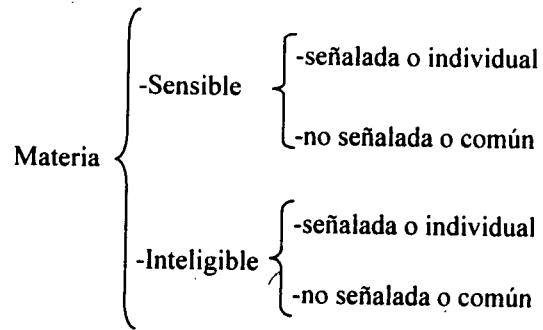 -señalada o individual
-Sensible
-no señalada o común
Materia
-señalada o individual
-Inteligible
-no señalada o común